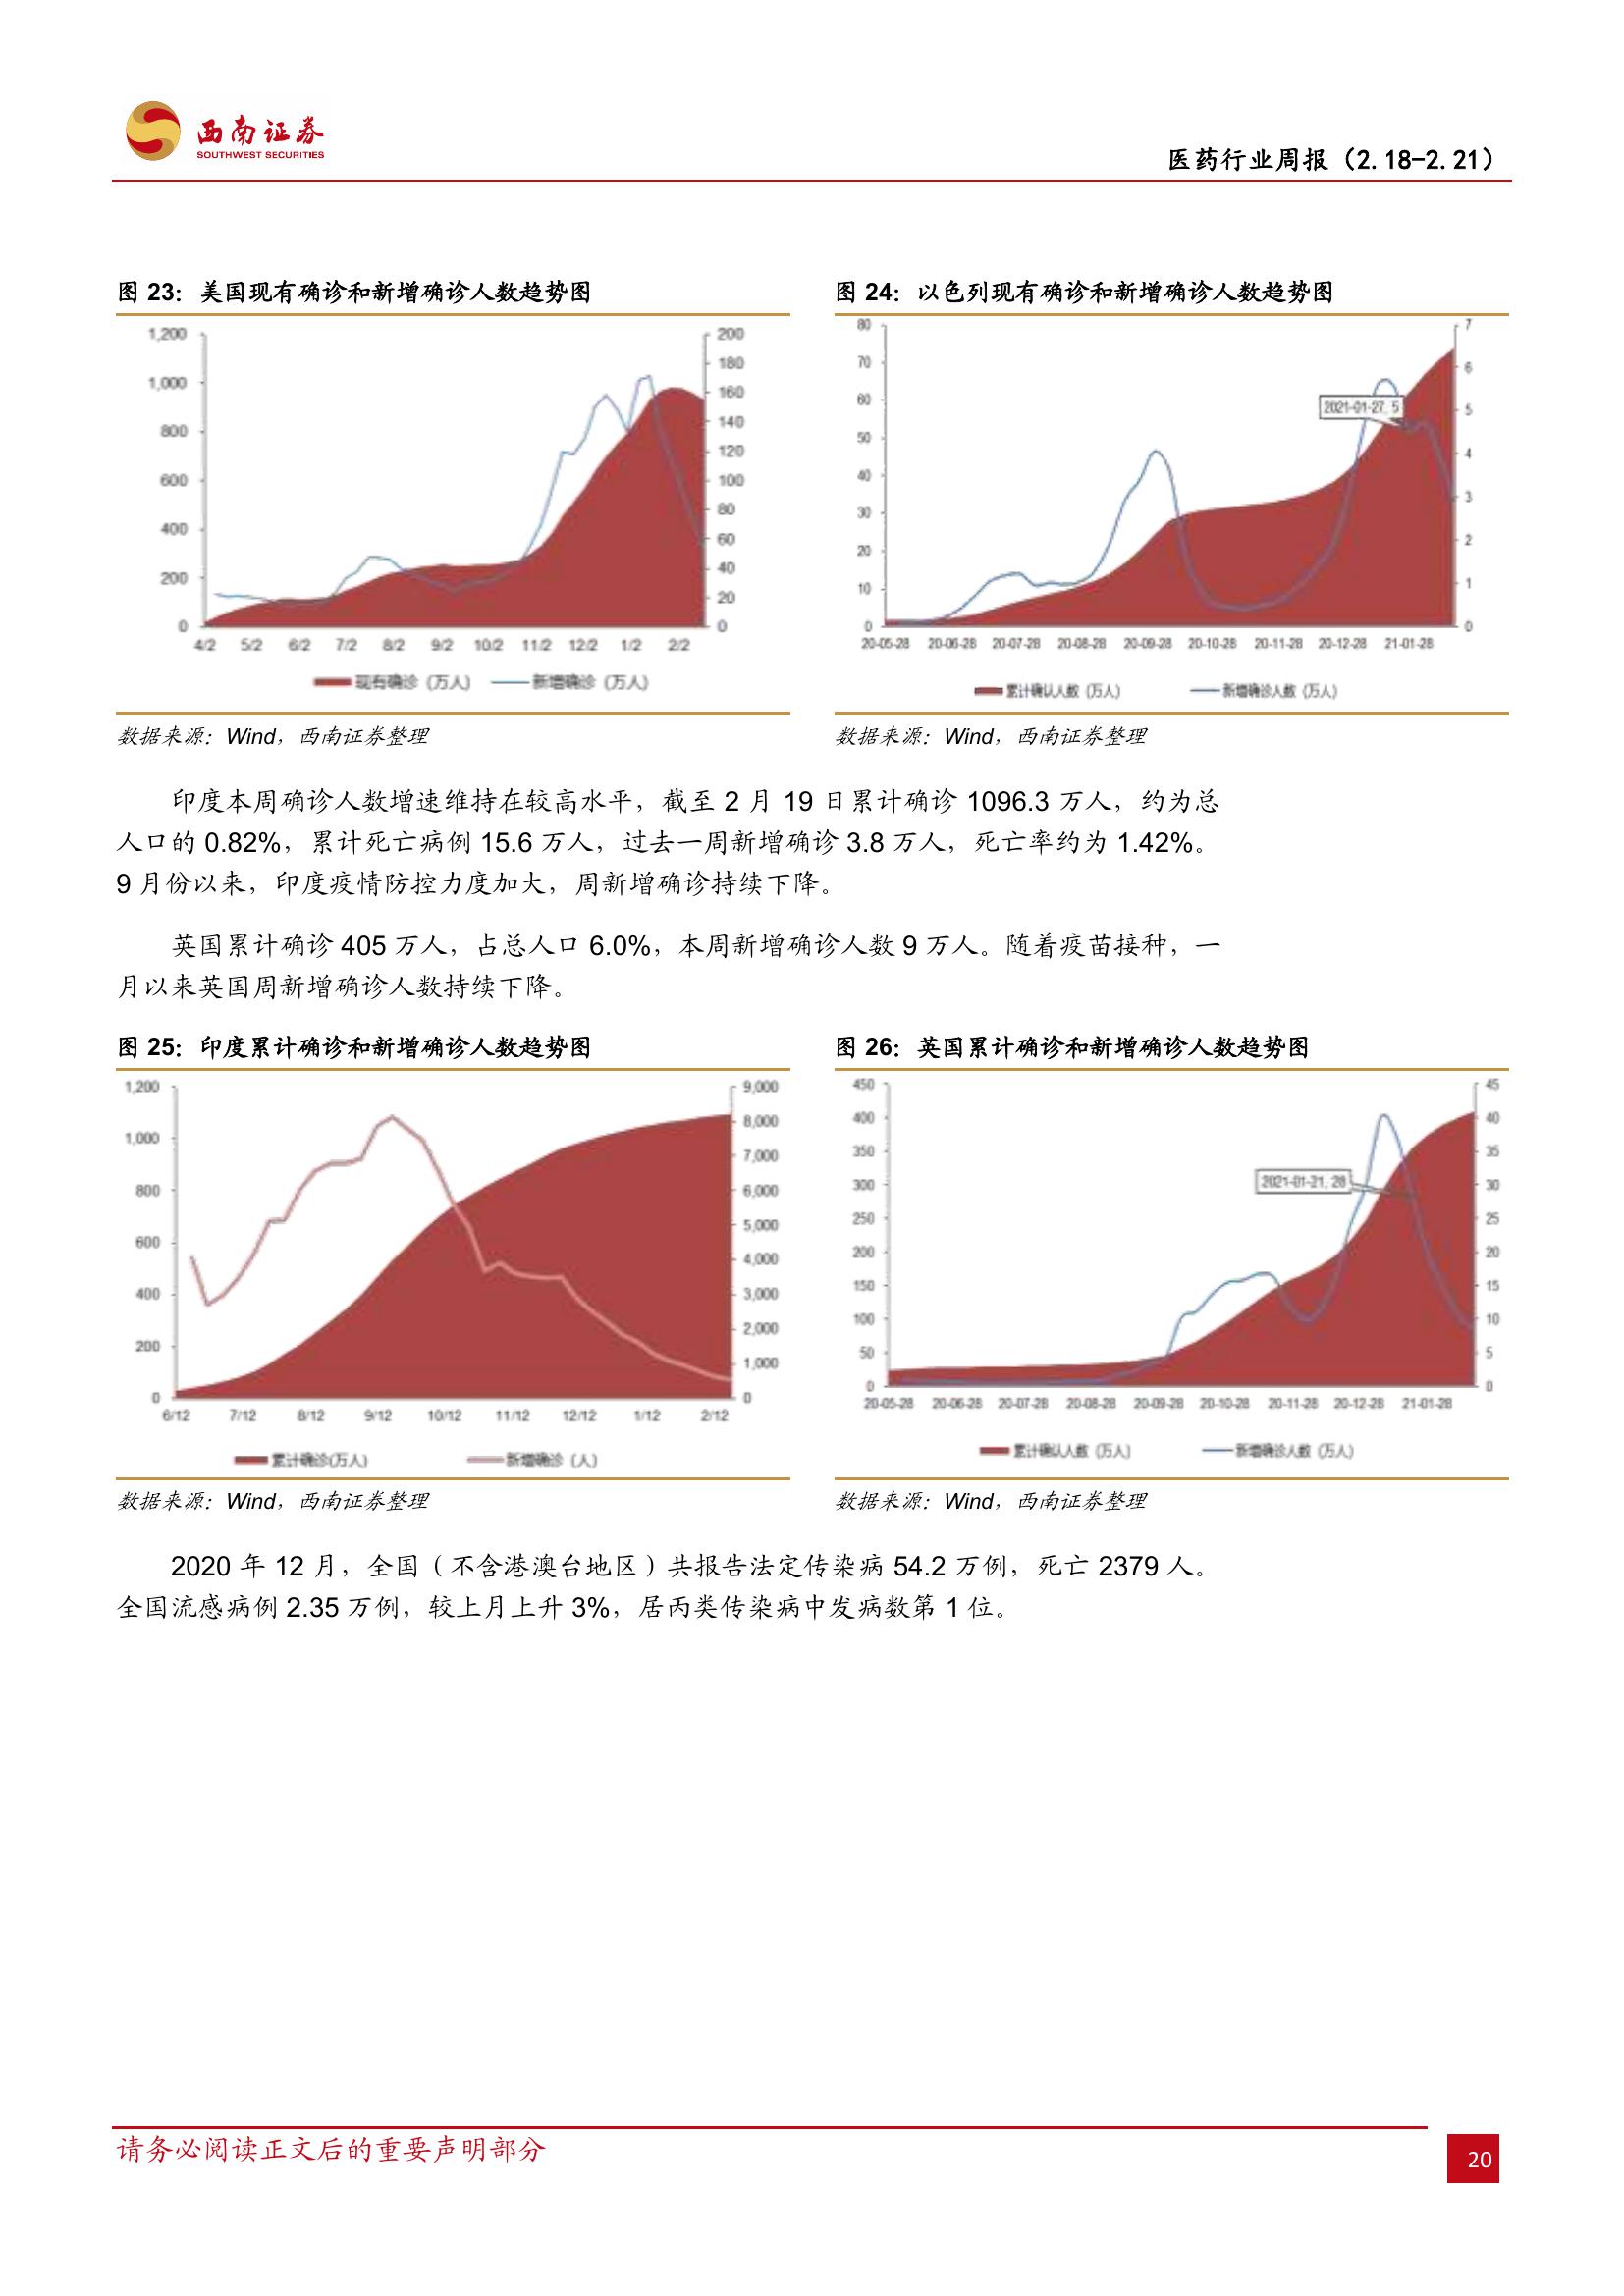 西南证券
SOUTHWEST SECURITIES
医药行业周报（2.18-2.21）
图 23：美国现有确诊和新增确诊人数趋势图
1,200
1,000
800
600
400
200
0
200
180
160
140
120
100
80
60
40
20
0
4/2 5/2 6/2 7/2 8/2 9/2 10/2 11/2 12/2 1/2 2/2
现有确诊（万人） 新增确诊（万人）
数据来源：Wind，西南证券整理
图 24：以色列现有确诊和新增确诊人数趋势图
80
70
60
50
40
30
20
10
0
7
6
5
4
3
2
1
0
2021-01-27, 5
20-05-28 20-06-28 20-07-28 20-08-28 20-09-28 20-10-28 20-11-28 20-12-28 21-01-28
累计确认人数（万人） 新增确诊人数（万人）
数据来源：Wind，西南证券整理
印度本周确诊人数增速维持在较高水平，截至 2 月 19 日累计确诊 1096.3 万人，约为总
人口的 0.82%，累计死亡病例 15.6 万人，过去一周新增确诊 3.8 万人，死亡率约为 1.42%。
9 月份以来，印度疫情防控力度加大，周新增确诊持续下降。
英国累计确诊 405 万人，占总人口 6.0%，本周新增确诊人数 9 万人。随着疫苗接种，一
月以来英国周新增确诊人数持续下降。
图 25：印度累计确诊和新增确诊人数趋势图
1,200
1,000
800
600
400
200
0
9,000
8,000
7,000
6,000
5,000
4,000
3,000
2,000
1,000
0
6/12 7/12 8/12 9/12 10/12 11/12 12/12 1/12 2/12
累计确诊(万人) 新增确诊（人）
数据来源：Wind，西南证券整理
图 26：英国累计确诊和新增确诊人数趋势图
450
400
350
300
250
200
150
100
50
0
45
40
35
30
25
20
15
10
5
0
2021-01-21, 28
20-05-28 20-06-28 20-07-28 20-08-28 20-09-28 20-10-28 20-11-28 20-12-28 21-01-28
累计确认人数（万人） 新增确诊人数（万人）
数据来源：Wind，西南证券整理
2020 年 12 月，全国（不含港澳台地区）共报告法定传染病 54.2 万例，死亡 2379 人。
全国流感病例 2.35 万例，较上月上升 3%，居丙类传染病中发病数第 1 位。
请务必阅读正文后的重要声明部分
20